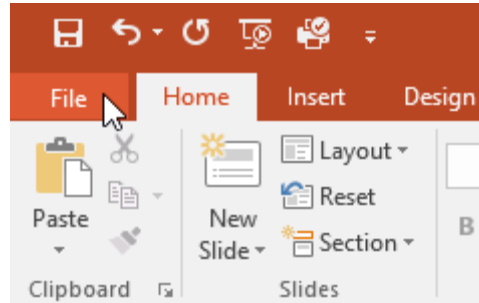 File Home Insert Design
Layout
Reset
Paste New
Slide Section B
Clipboard Slides